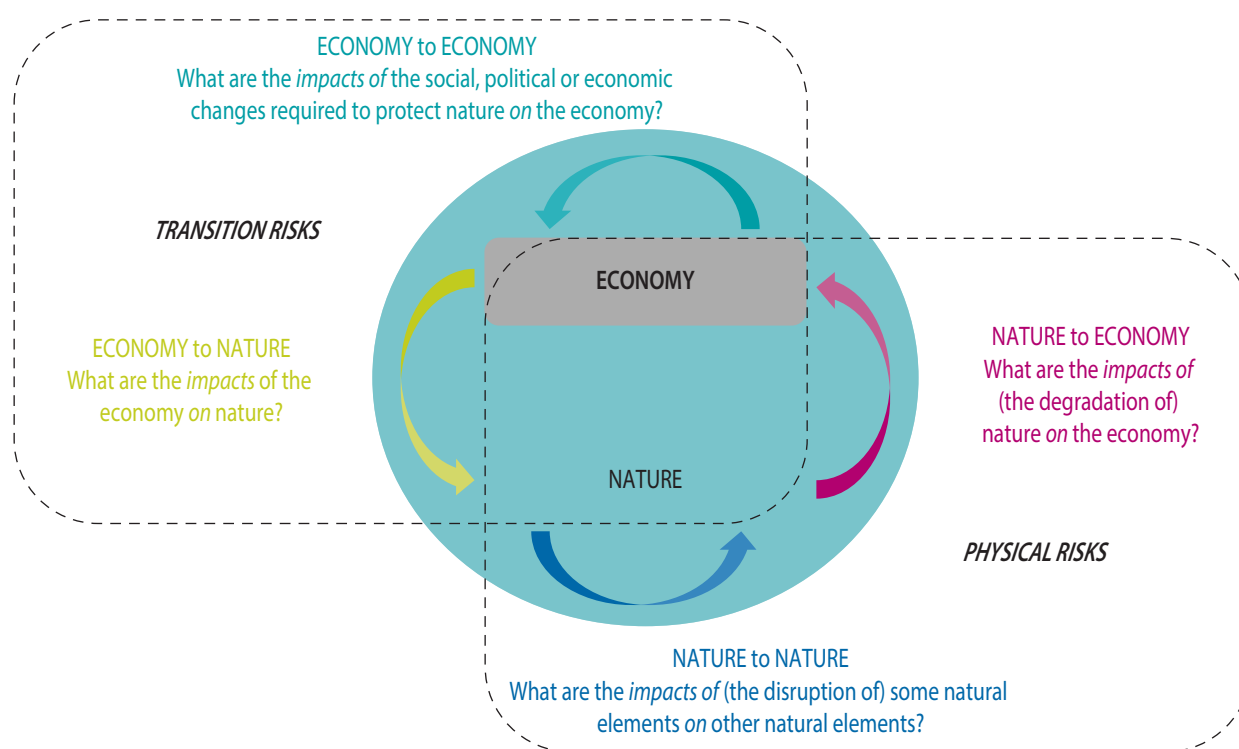 ECONOMY to ECONOMY
What are the impacts of the social, political or economic
changes required to protect nature on the economy?
TRANSITION RISKS
ECONOMY
ECONOMY to NATURE
What are the impacts of the
economy on nature?
NATURE to ECONOMY
What are the impacts of
(the degradation of)
nature on the economy?
NATURE
PHYSICAL RISKS
NATURE to NATURE
What are the impacts of (the disruption of) some natural
elements on other natural elements?